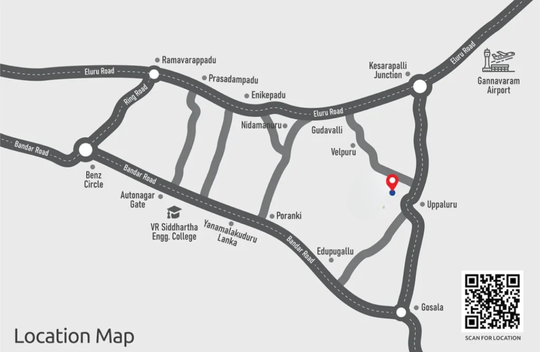 Eluru Road
Ramavarappadu
Prasadampadu
Ring Road
Enikepadu
Kesarapalli
Junction
Eluru Road
Gannavaram
Airport
Eluru Road
Nidamanuru
Gudavalli
Velpuru
Bandar Road
Benz
Circle
Bandar Road
Autonagar
Gate
VR Siddhartha
Engg. College
Yanamalakuduru
Lanka
Poranki
Uppaluru
Bandar Road
Edupugallu
Gosala
Location Map
SCAN FOR LOCATION